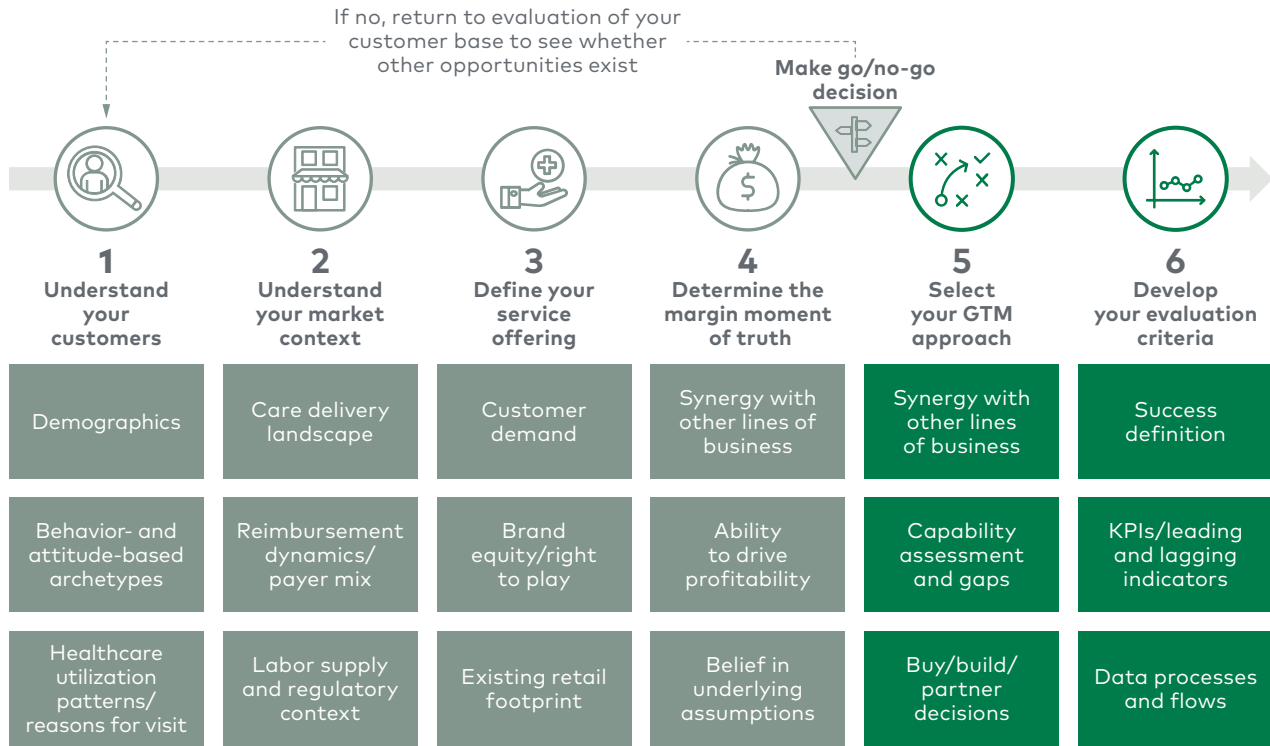 If no, return to evaluation of your
customer base to see whether
other opportunities exist
Make go/no-go
decision
$
1
Understand
your
customers
2
Understand
your market
context
3
Define your
service
offering
4
Determine the
margin moment
of truth
5
Select
your GTM
approach
6
Develop
your evaluation
criteria
Demographics
Care delivery
landscape
Customer
demand
Synergy with
other lines of
business
Synergy with
other lines
of business
Success
definition
Behavior- and
attitude-based
archetypes
Reimbursement
dynamics/
payer mix
Brand
equity/right
to play
Ability
to drive
profitability
Capability
assessment
and gaps
KPIs/leading
and lagging
indicators
Healthcare
utilization
patterns/
reasons for visit
Labor supply
and regulatory
context
Existing retail
footprint
Belief in
underlying
assumptions
Buy/build/
partner
decisions
Data processes
and flows